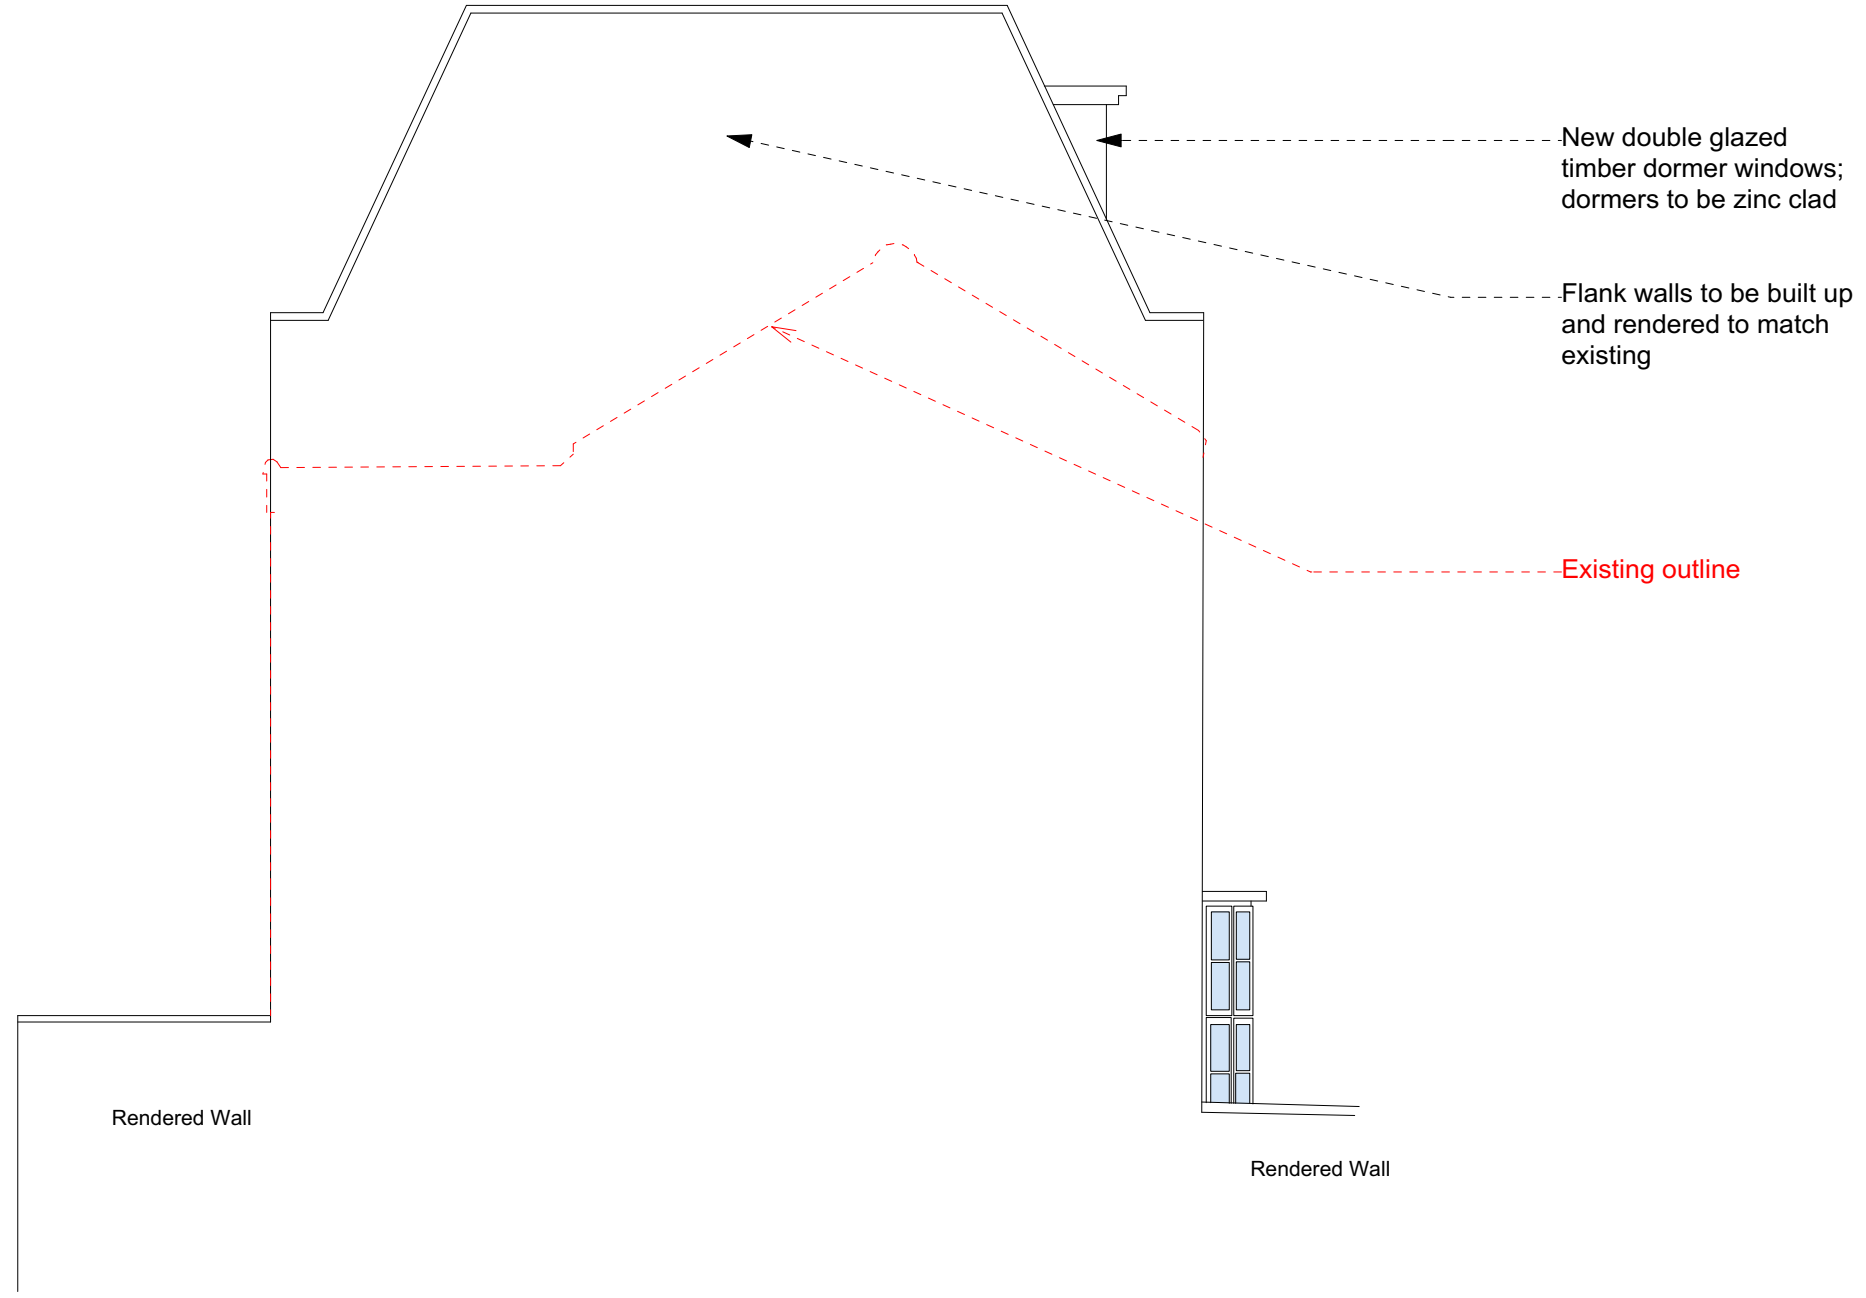 New double glazed
timber dormer windows;
dormers to be zinc clad
Flank walls to be built up
and rendered to match
existing
Existing outline
Rendered Wall
Rendered Wall